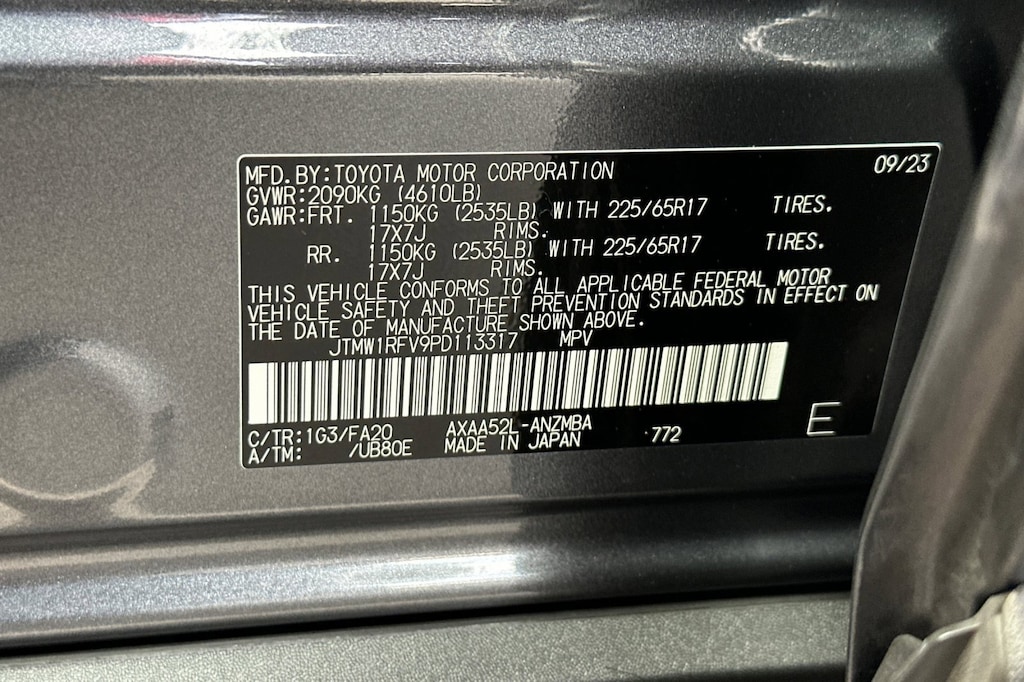 MFD.BY:TOYOTA MOTOR CORPORATION 09/23
GVWR:2090KG (4610LB)
GAWR:FRT. 1150KG (2535LB) WITH 225/65R17 TIRES.
17X7J RIMS.
RR. 1150KG (2535LB) WITH 225/65R17 TIRES.
17X7J RIMS.
THIS VEHICLE CONFORMS TO ALL APPLICABLE FEDERAL MOTOR
VEHICLE SAFETY AND THEFT PREVENTION STANDARDS IN EFFECT ON
THE DATE OF MANUFACTURE SHOWN ABOVE.
JTMW1RFV9PD113317 MPV
C/TR:1G3/FA20 AXAA52L-ANZMBA 772 E
A/TM: /UB80E MADE IN JAPAN